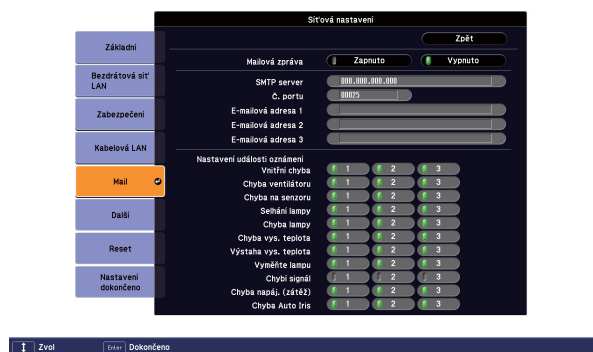 Síťová nastavení
Zpět
Základní
Bezdrátová síť
LAN
Zabezpečení
Kabelová LAN
Mail
Další
Reset
Nastavení
dokončeno
Mailová zpráva Zapnuto Vypnuto
SMTP server 000.000.000.000
Č. portu 00025
E-mailová adresa 1
E-mailová adresa 2
E-mailová adresa 3
Nastavení události oznámení
Vnitřní chyba 1 2 3
Chyba ventilátoru 1 2 3
Chyba na senzoru 1 2 3
Selhání lampy 1 2 3
Chyba lampy 1 2 3
Chyba vys. teplota 1 2 3
Výstaha vys. teplota 1 2 3
Vyměňte lampu 1 2 3
Chybí signál 1 2 3
Chyba napáj. (zátěž) 1 2 3
Chyba Auto Iris 1 2 3
Zvol Enter Dokončeno